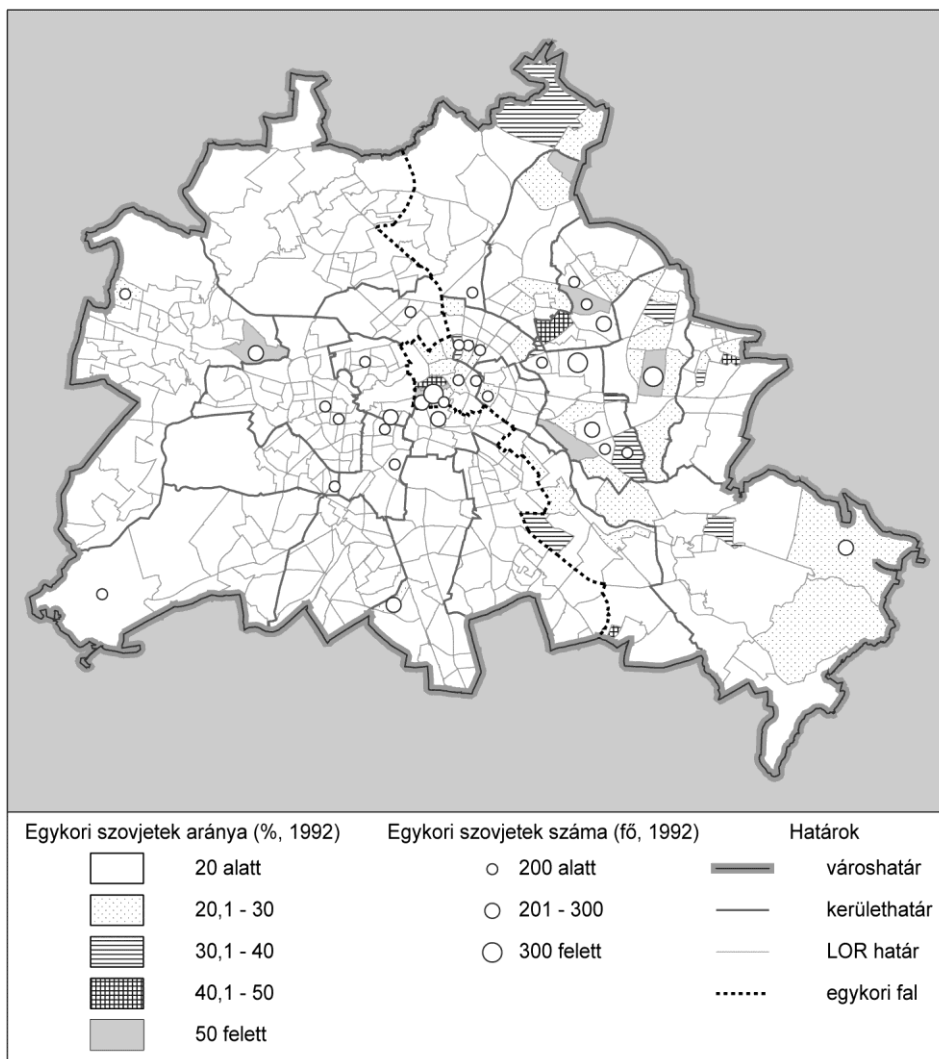 Egykori szovjetek aránya (%, 1992)
20 alatt
20,1 - 30
30,1 - 40
40,1 - 50
50 felett
Egykori szovjetek száma (fő, 1992)
200 alatt
201 - 300
300 felett
Határok
városhatár
kerülethatár
LOR határ
egykori fal